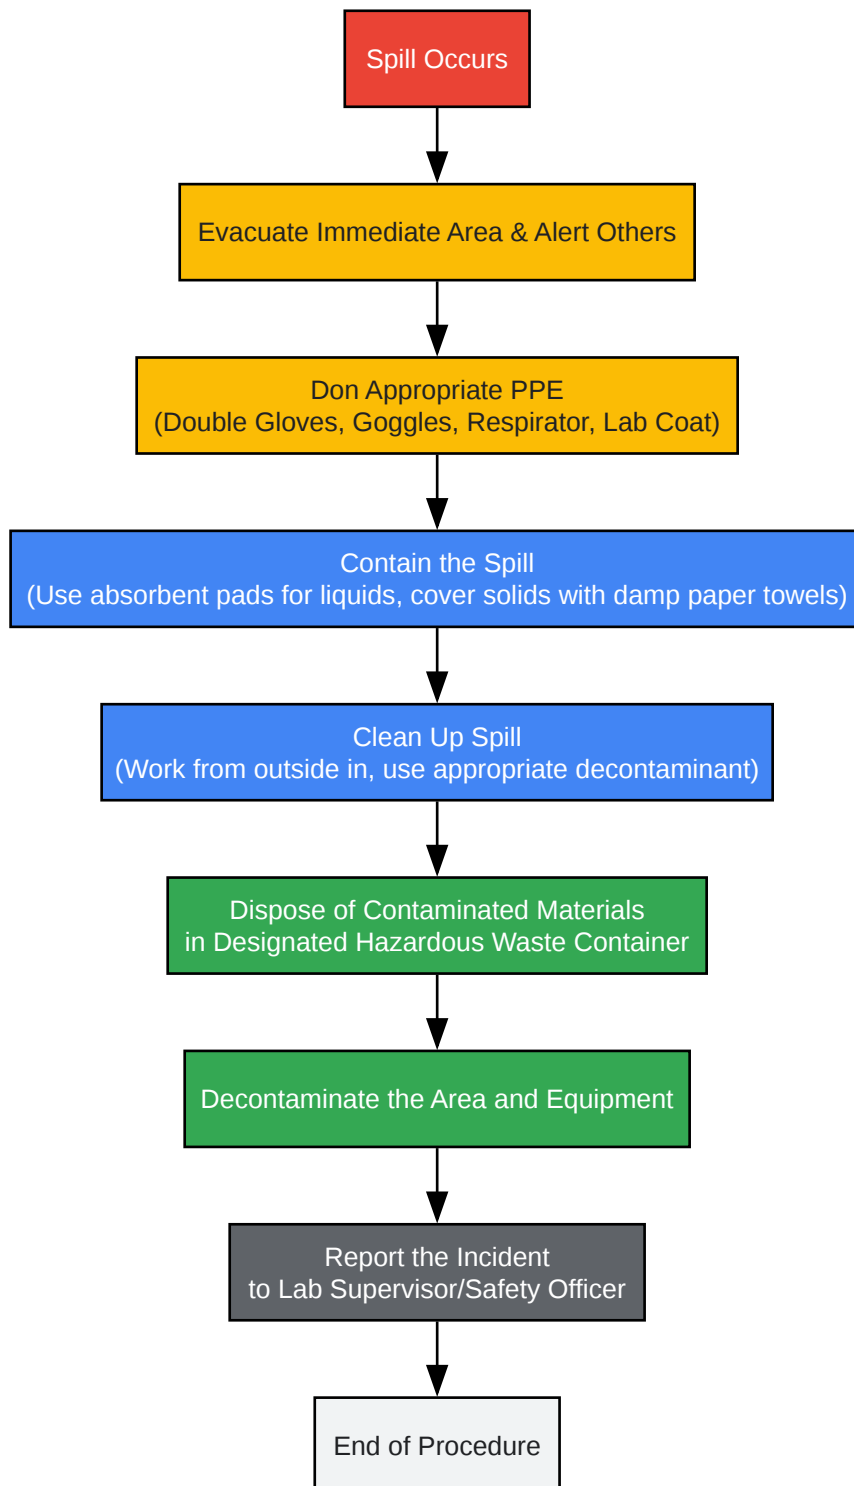 Spill Occurs
Evacuate Immediate Area & Alert Others
Don Appropriate PPE
(Double Gloves, Goggles, Respirator, Lab Coat)
Contain the Spill
(Use absorbent pads for liquids, cover solids with damp paper towels)
Clean Up Spill
(Work from outside in, use appropriate decontaminant)
Dispose of Contaminated Materials
in Designated Hazardous Waste Container
Decontaminate the Area and Equipment
Report the Incident
to Lab Supervisor/Safety Officer
End of Procedure